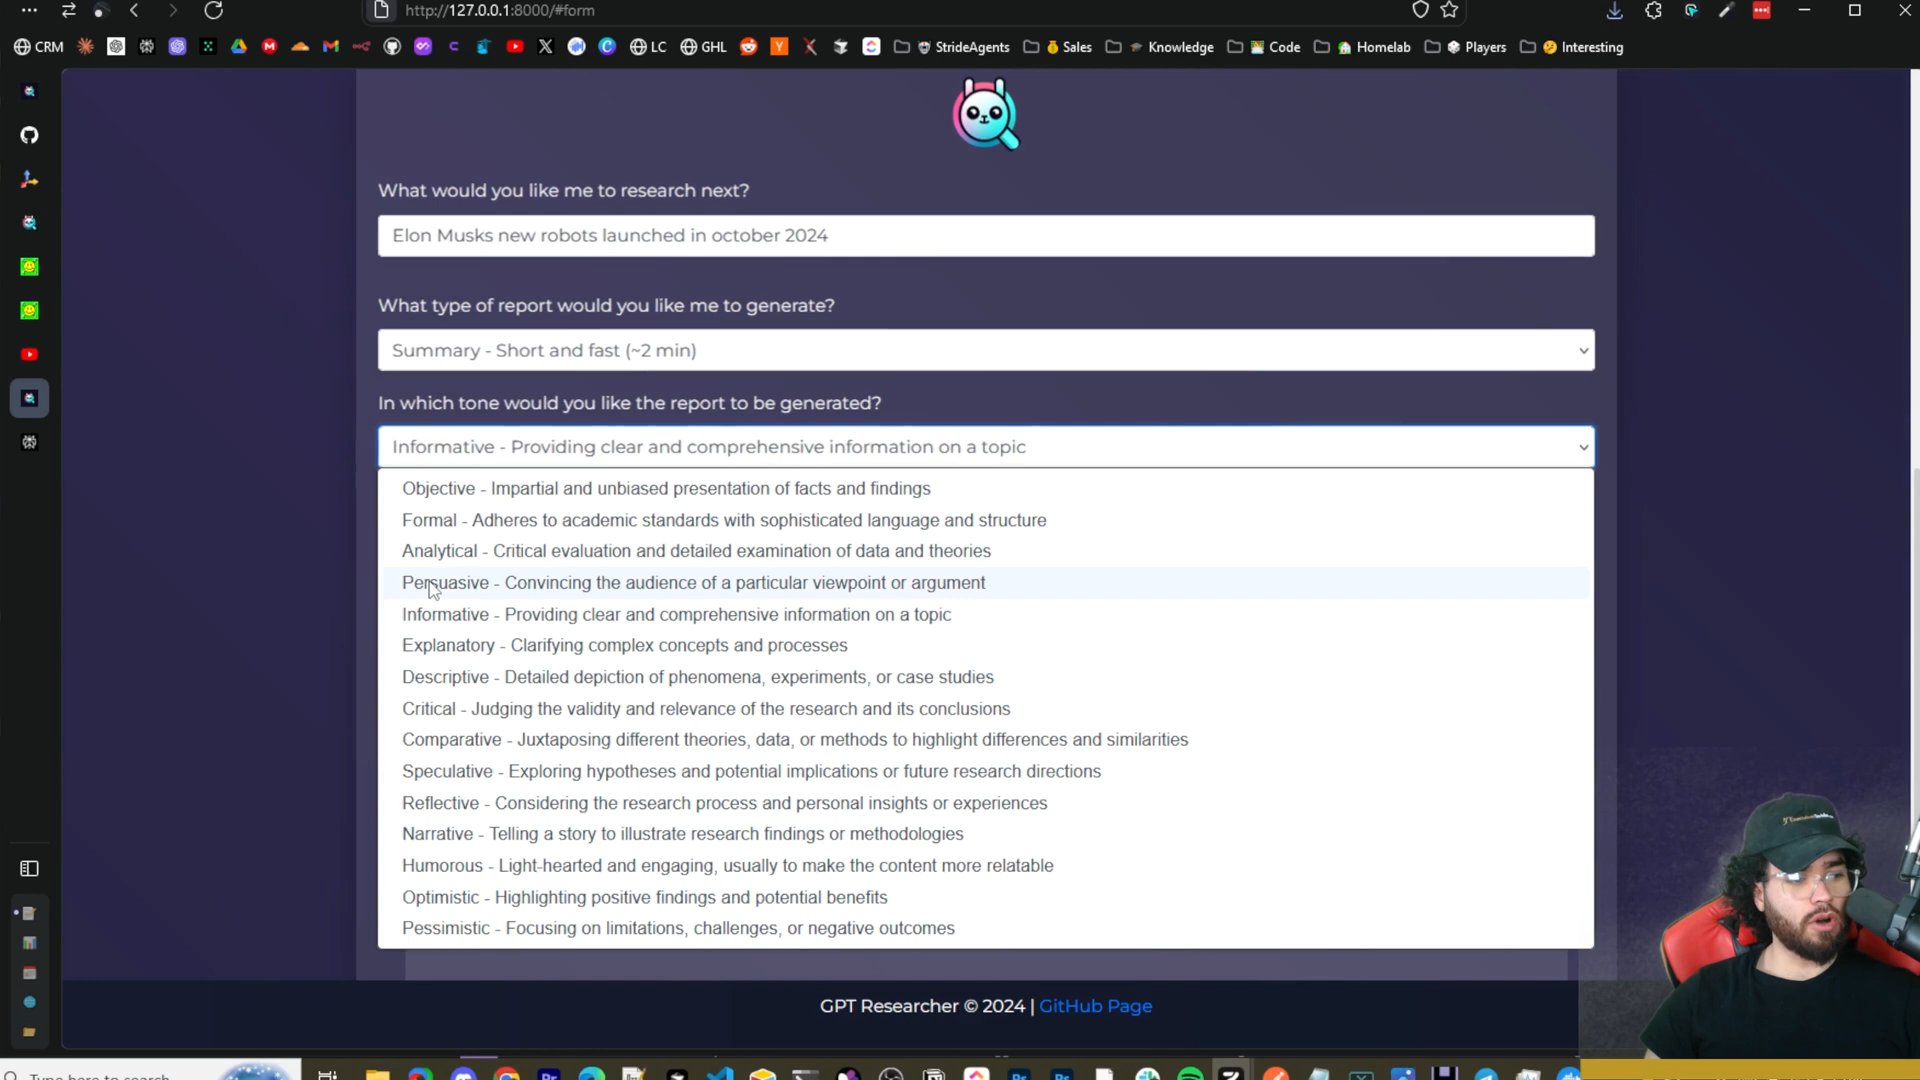 http://127.0.0.1:8000/#form
CRM
LC
GHL
StrideAgents
Sales
Knowledge
Code
Homelab
Players
Interesting
What would you like me to research next?
Elon Musks new robots launched in october 2024
What type of report would you like me to generate?
Summary - Short and fast (~2 min)
In which tone would you like the report to be generated?
Informative - Providing clear and comprehensive information on a topic
Objective - Impartial and unbiased presentation of facts and findings
Formal - Adheres to academic standards with sophisticated language and structure
Analytical - Critical evaluation and detailed examination of data and theories
Persuasive - Convincing the audience of a particular viewpoint or argument
Informative - Providing clear and comprehensive information on a topic
Explanatory - Clarifying complex concepts and processes
Descriptive - Detailed depiction of phenomena, experiments, or case studies
Critical - Judging the validity and relevance of the research and its conclusions
Comparative - Juxtaposing different theories, data, or methods to highlight differences and similarities
Speculative - Exploring hypotheses and potential implications or future research directions
Reflective - Considering the research process and personal insights or experiences
Narrative - Telling a story to illustrate research findings or methodologies
Humorous - Light-hearted and engaging, usually to make the content more relatable
Optimistic - Highlighting positive findings and potential benefits
Pessimistic - Focusing on limitations, challenges, or negative outcomes
GPT Researcher © 2024 | GitHub Page
Type here to search